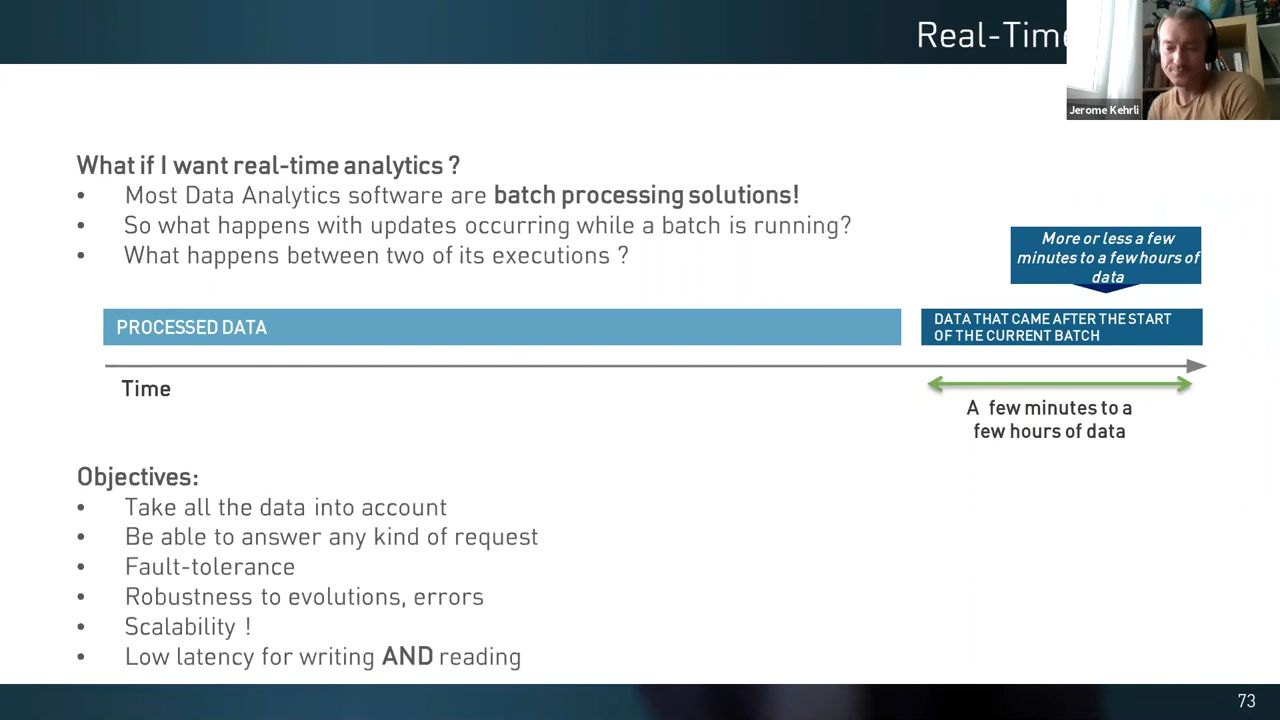 Real-Time
Jerome Kehrli
What if I want real-time analytics ?
• Most Data Analytics software are batch processing solutions!
• So what happens with updates occurring while a batch is running?
• What happens between two of its executions ?
More or less a few
minutes to a few hours of
data
PROCESSED DATA
DATA THAT CAME AFTER THE START
OF THE CURRENT BATCH
Time
A few minutes to a
few hours of data
Objectives:
• Take all the data into account
• Be able to answer any kind of request
• Fault-tolerance
• Robustness to evolutions, errors
• Scalability !
• Low latency for writing AND reading
73